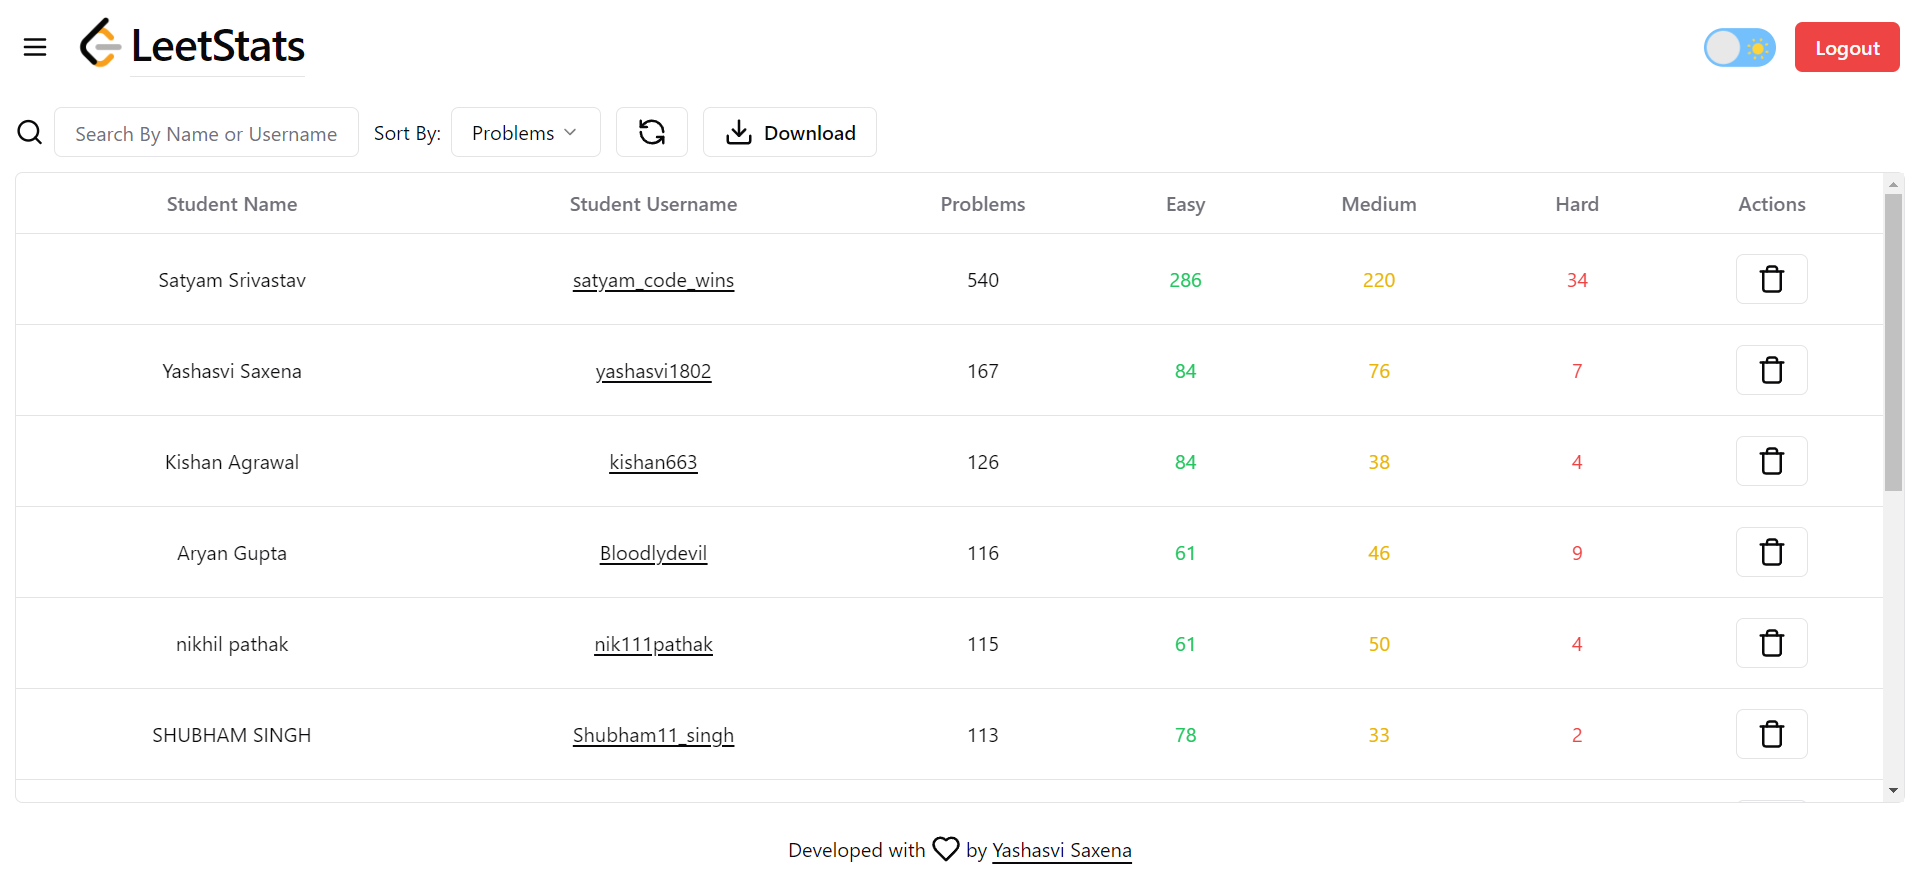 LeetStats
Logout
Search By Name or Username Sort By: Problems Download
Student Name Student Username Problems Easy Medium Hard Actions
Satyam Srivastav satyam_code_wins 540 286 220 34
Yashasvi Saxena yashasvi1802 167 84 76 7
Kishan Agrawal kishan663 126 84 38 4
Aryan Gupta Bloodlydevil 116 61 46 9
nikhil pathak nik111pathak 115 61 50 4
SHUBHAM SINGH Shubham11_singh 113 78 33 2
Developed with by Yashasvi Saxena